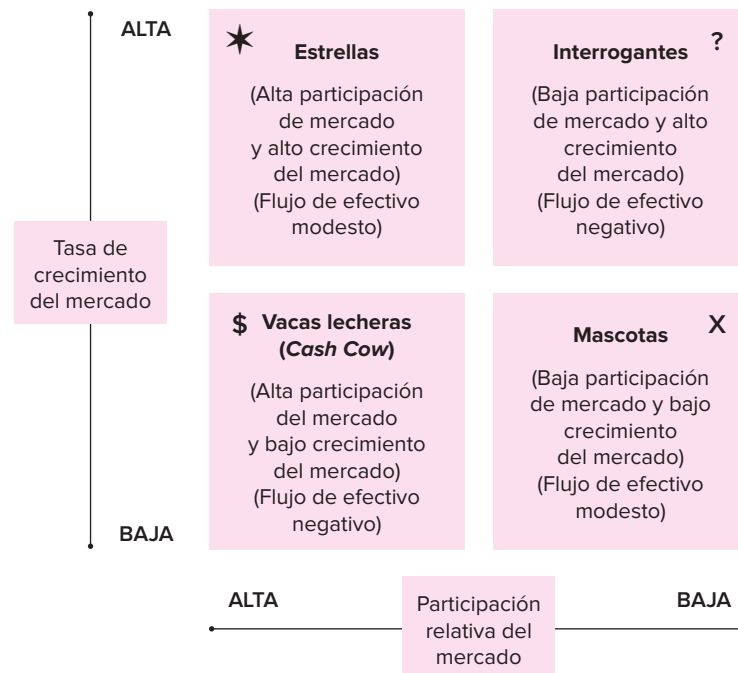 ALTA
Estrellas
(Alta participación
de mercado
y alto crecimiento
del mercado)
(Flujo de efectivo
modesto)
Interrogantes ?
(Baja participación
de mercado y alto
crecimiento
del mercado)
(Flujo de efectivo
negativo)
Tasa de
crecimiento
del mercado
$ Vacas lecheras
(Cash Cow)
(Alta participación
del mercado
y bajo crecimiento
del mercado)
(Flujo de efectivo
negativo)
Mascotas X
(Baja participación
de mercado y bajo
crecimiento
del mercado)
(Flujo de efectivo
modesto)
BAJA
ALTA
Participación
relativa del
mercado
BAJA